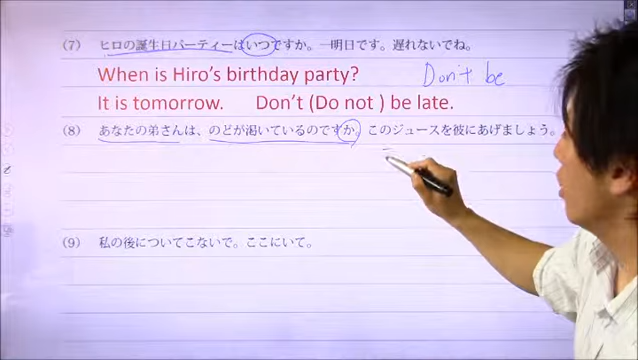 (7) ヒロの誕生日パーティーはいつですか。―明日です。遅れないでね。
When is Hiro's birthday party? Don't be
It is tomorrow. Don't (Do not ) be late.
(8) あなたの弟さんは、のどが渇いているのですか。このジュースを彼にあげましょう。
(9) 私の後についてこないで。ここにいて。